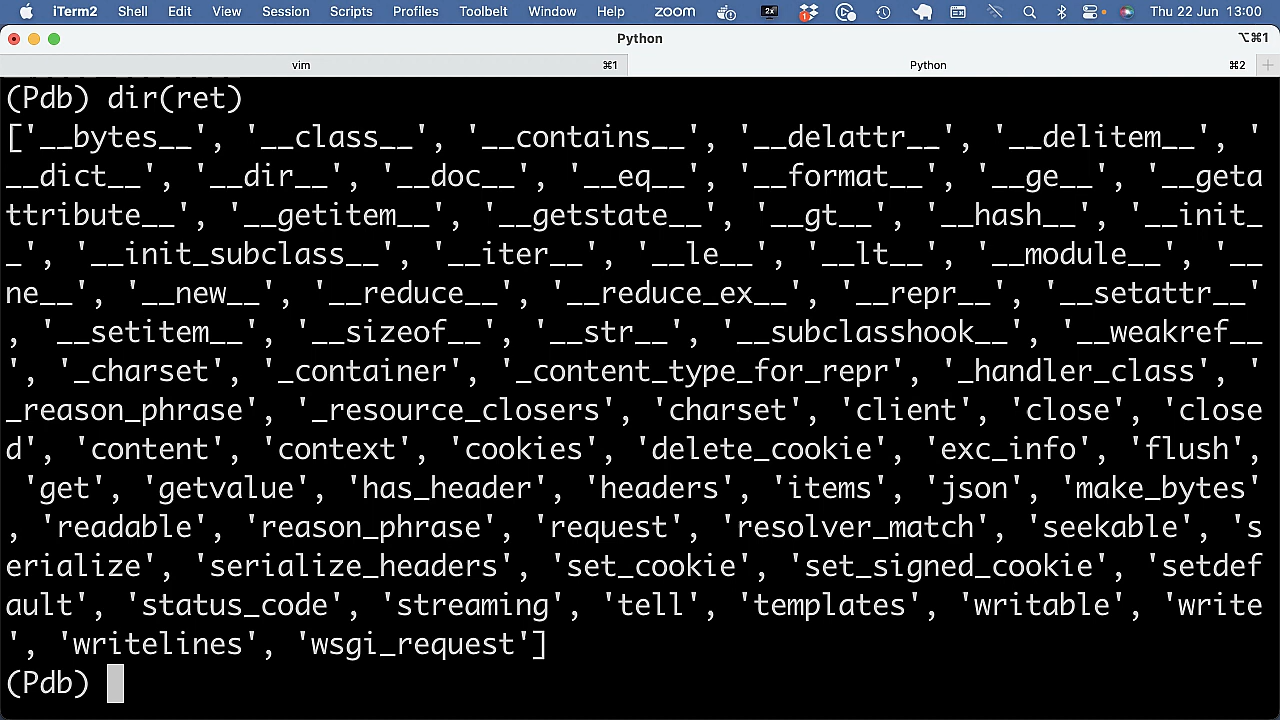 iTerm2 Shell Edit View Session Scripts Profiles Toolbelt Window Help zoom 2x 1 Thu 22 Jun 13:00
Python ⌥⌘1
vim ⌘1 Python ⌘2 +
(Pdb) dir(ret)
['__bytes__', '__class__', '__contains__', '__delattr__', '__delitem__', '
__dict__', '__dir__', '__doc__', '__eq__', '__format__', '__ge__', '__geta
ttribute__', '__getitem__', '__getstate__', '__gt__', '__hash__', '__init_
_', '__init_subclass__', '__iter__', '__le__', '__lt__', '__module__', '__
ne__', '__new__', '__reduce__', '__reduce_ex__', '__repr__', '__setattr__'
, '__setitem__', '__sizeof__', '__str__', '__subclasshook__', '__weakref__
', '_charset', '_container', '_content_type_for_repr', '_handler_class', '
_reason_phrase', '_resource_closers', 'charset', 'client', 'close', 'close
d', 'content', 'context', 'cookies', 'delete_cookie', 'exc_info', 'flush',
 'get', 'getvalue', 'has_header', 'headers', 'items', 'json', 'make_bytes'
, 'readable', 'reason_phrase', 'request', 'resolver_match', 'seekable', 's
erialize', 'serialize_headers', 'set_cookie', 'set_signed_cookie', 'setdef
ault', 'status_code', 'streaming', 'tell', 'templates', 'writable', 'write
', 'writelines', 'wsgi_request']
(Pdb)